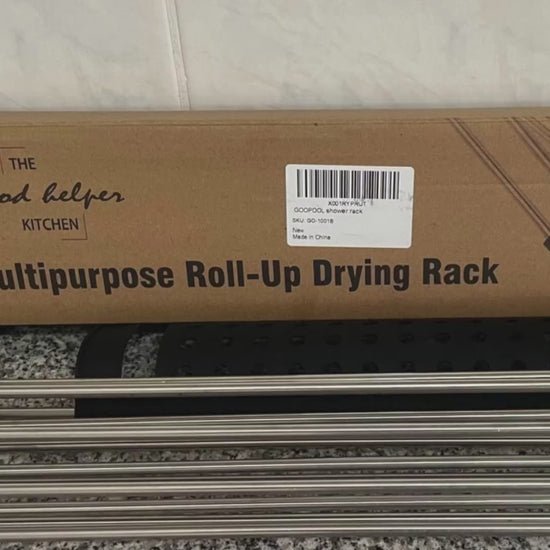 THE
od helper
KITCHEN
X001RYPRUT
GOOPOOL shower rack
SKU: GO-1001B
New
Made in China
ultipurpose Roll-Up Drying Rack